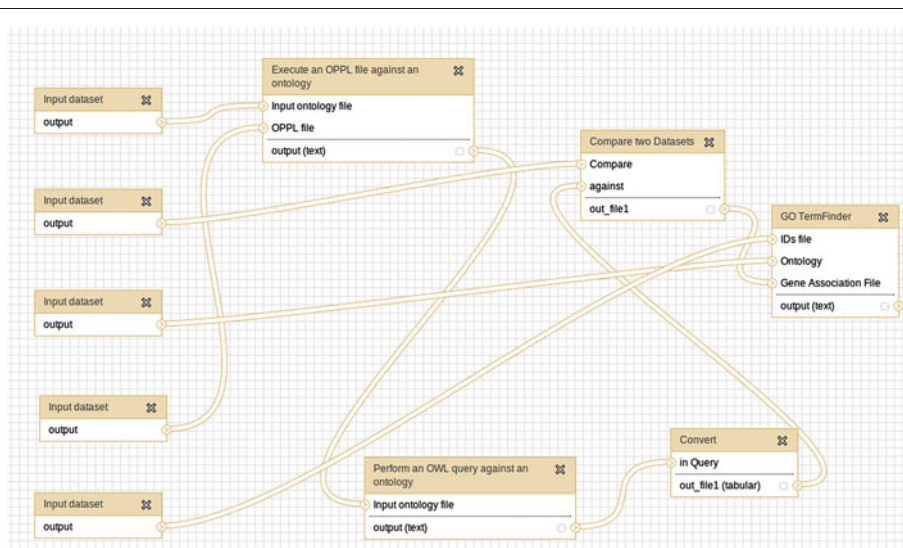 Input dataset
output
Execute an OPPL file against an
ontology
Input ontology file
OPPL file
output (text)
Input dataset
output
Compare two Datasets
Compare
against
out_file1
GO TermFinder
IDs file
Ontology
Gene Association File
output (text)
Input dataset
output
Input dataset
output
Input dataset
output
Perform an OWL query against an
ontology
Input ontology file
output (text)
Convert
in Query
out_file1 (tabular)